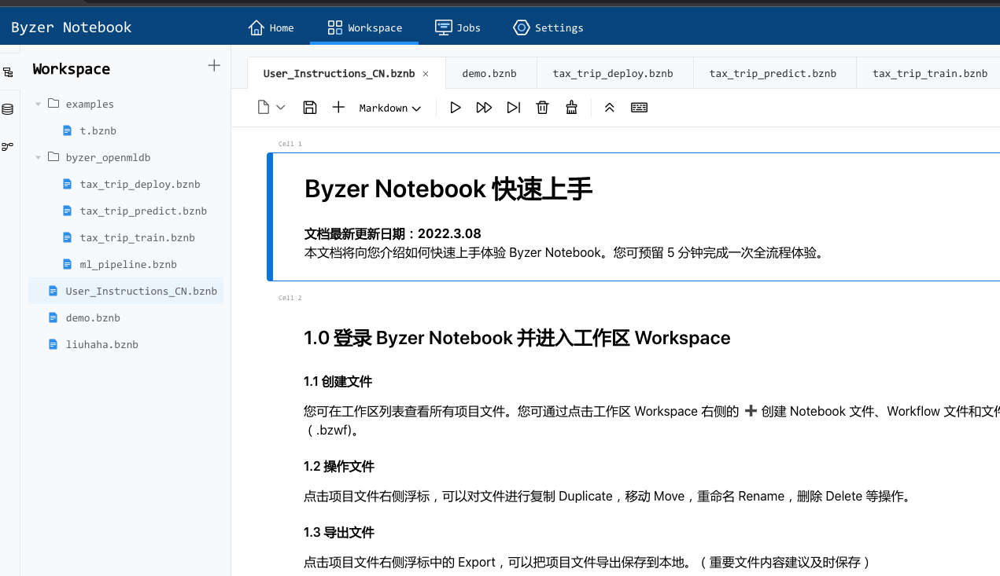 Byzer Notebook
Home
Workspace
Jobs
Settings
Workspace
examples
t.bznb
byzer_openmldb
tax_trip_deploy.bznb
tax_trip_predict.bznb
tax_trip_train.bznb
ml_pipeline.bznb
User_Instructions_CN.bznb
demo.bznb
liuhaha.bznb
User_Instructions_CN.bznb ×
demo.bznb
tax_trip_deploy.bznb
tax_trip_predict.bznb
tax_trip_train.bznb
Markdown
Cell 1
Byzer Notebook 快速上手
文档最新更新日期：2022.3.08
本文档将向您介绍如何快速上手体验 Byzer Notebook。您可预留 5 分钟完成一次全流程体验。
Cell 2
1.0 登录 Byzer Notebook 并进入工作区 Workspace
1.1 创建文件
您可在工作区列表查看所有项目文件。您可通过点击工作区 Workspace 右侧的 ➕ 创建 Notebook 文件、Workflow 文件和文件
（ .bzwf)。
1.2 操作文件
点击项目文件右侧浮标，可以对文件进行复制 Duplicate，移动 Move，重命名 Rename，删除 Delete 等操作。
1.3 导出文件
点击项目文件右侧浮标中的 Export，可以把项目文件导出保存到本地。（ 重要文件内容建议及时保存 ）